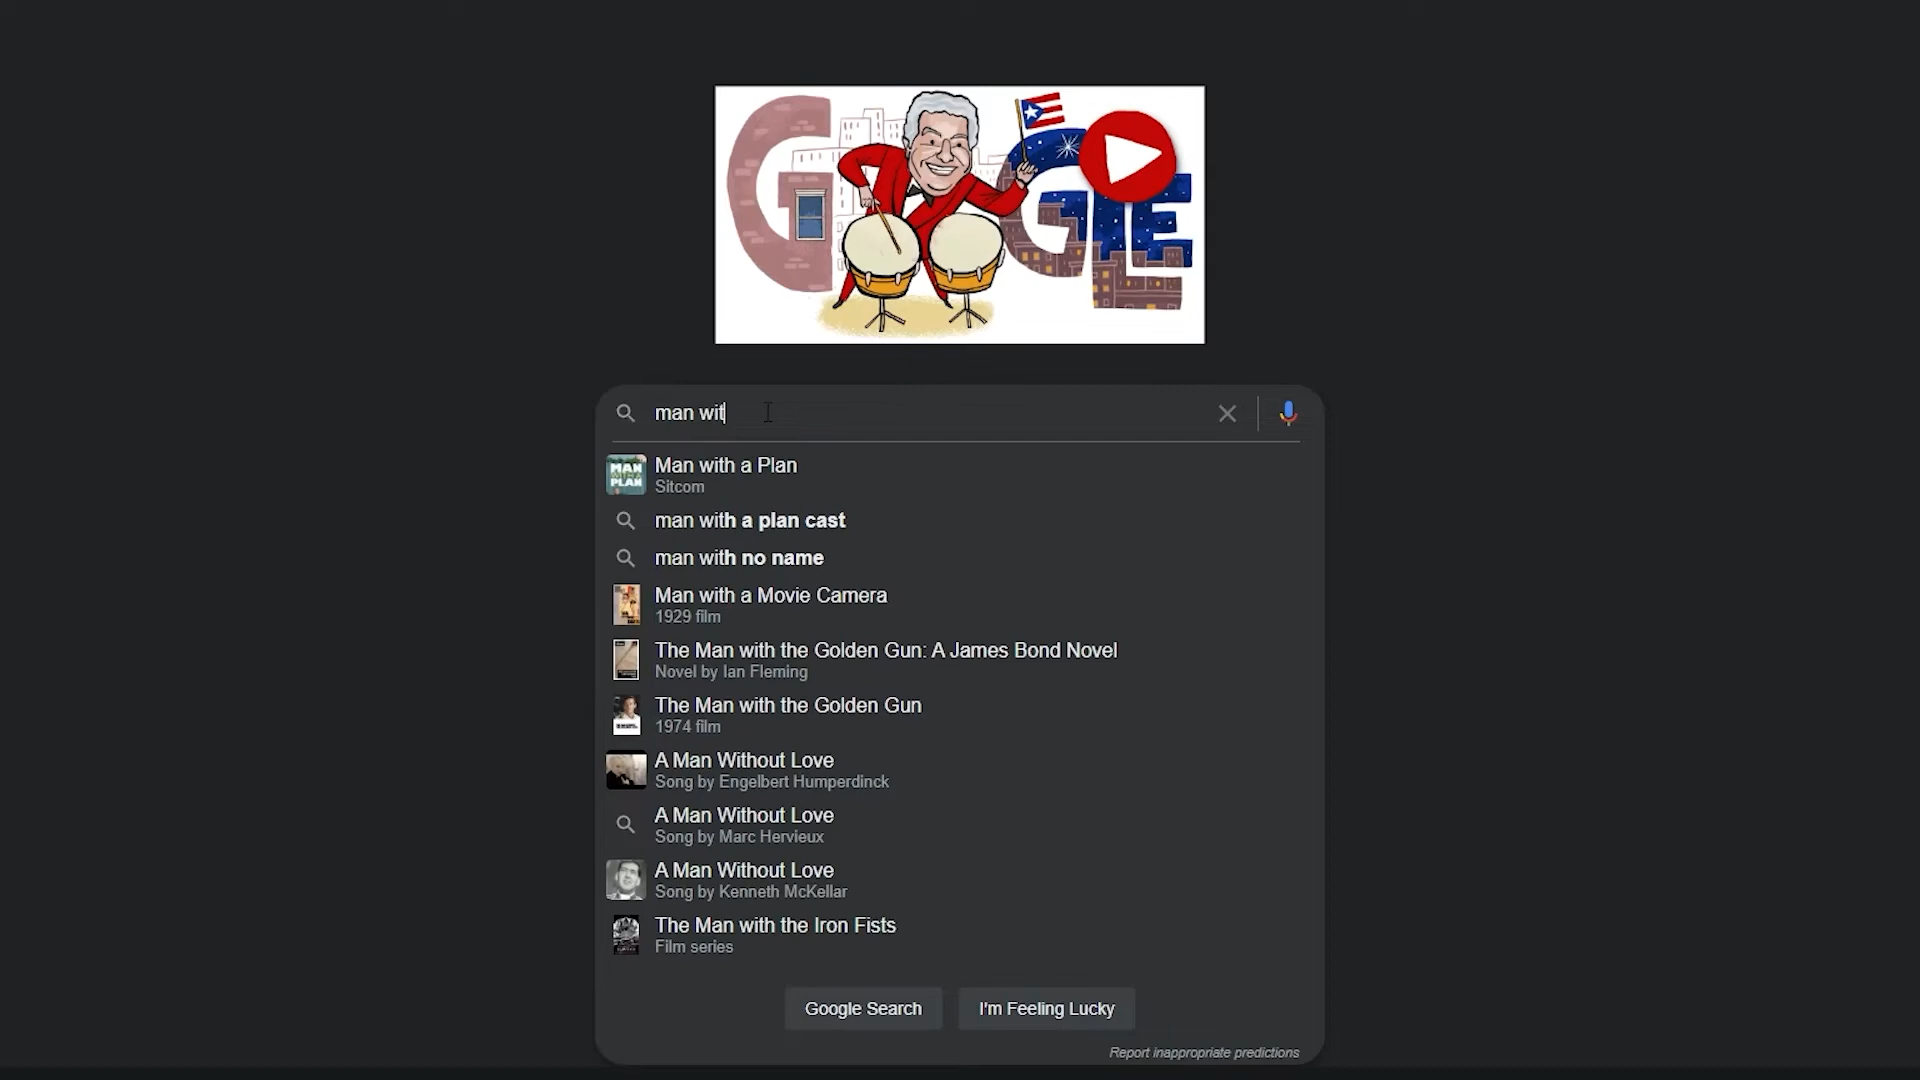 GOOGLE
man wit
MAN WITH A PLAN
Man with a Plan
Sitcom
man with a plan cast
man with no name
Man with a Movie Camera
1929 film
The Man with the Golden Gun: A James Bond Novel
Novel by Ian Fleming
The Man with the Golden Gun
1974 film
A Man Without Love
Song by Engelbert Humperdinck
A Man Without Love
Song by Marc Hervieux
A Man Without Love
Song by Kenneth McKellar
The Man with the Iron Fists
Film series
Google Search
I'm Feeling Lucky
Report inappropriate predictions